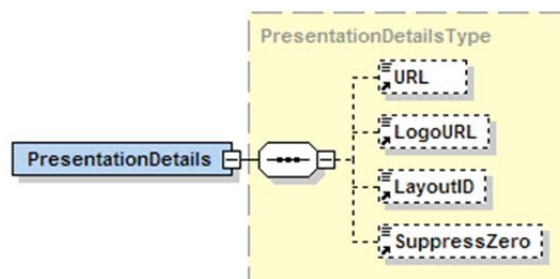 PresentationDetailsType
URL
LogoURL
PresentationDetails
LayoutID
SuppressZero